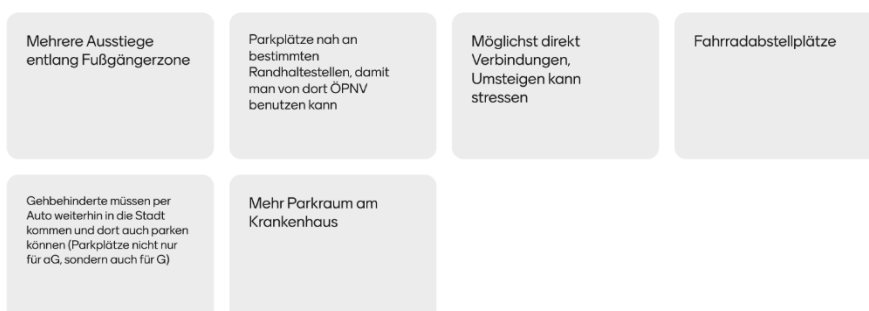 Mehrere Ausstiege
entlang Fußgängerzone
Parkplätze nah an
bestimmten
Randhaltestellen, damit
man von dort ÖPNV
benutzen kann
Möglichst direkt
Verbindungen,
Umsteigen kann
stressen
Fahrradabstellplätze
Gehbehinderte müssen per
Auto weiterhin in die Stadt
kommen und dort auch parken
können (Parkplätze nicht nur
für aG, sondern auch für G)
Mehr Parkraum am
Krankenhaus